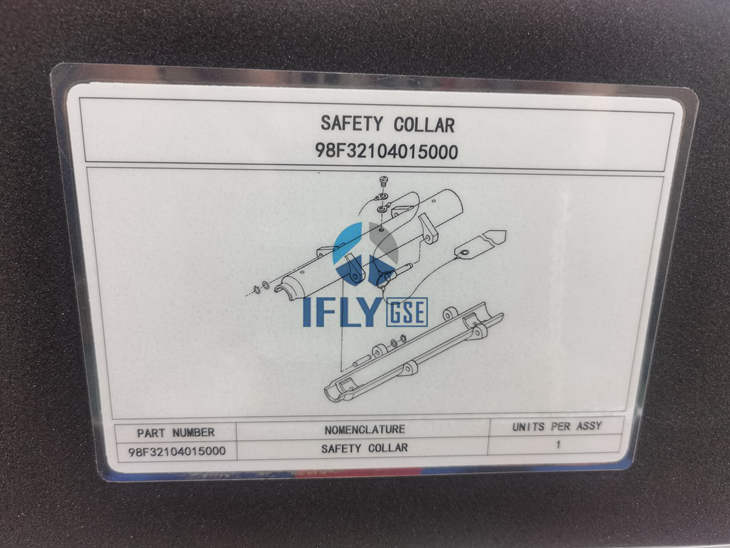 SAFETY COLLAR
98F32104015000
IFLY GSE
PART NUMBER NOMENCLATURE UNITS PER ASSY
98F32104015000 SAFETY COLLAR 1